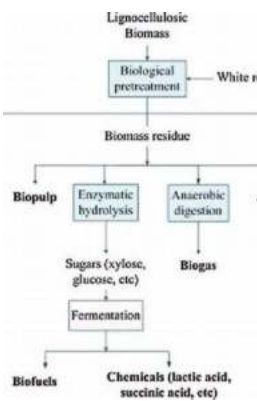 Lignocellulosic
Biomass
Biological
pretreatment
White
Biomass residue
Biopulp
Enzymatic
hydrolysis
Anaerobic
digestion
Sugars (xylose,
glucose, etc)
Biogas
Fermentation
Biofuels
Chemicals (lactic acid,
succinic acid, etc)